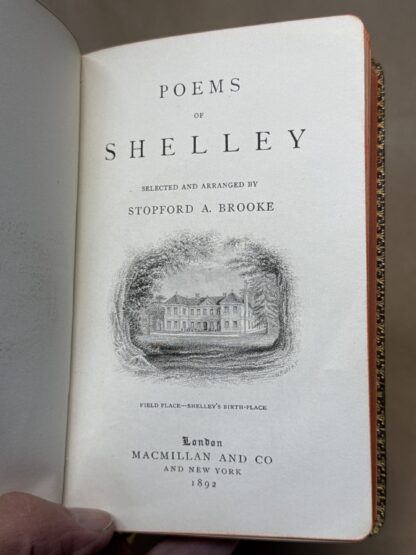 POEMS
OF
SHELLEY
SELECTED AND ARRANGED BY
STOPFORD A. BROOKE
FIELD PLACE—SHELLEY'S BIRTH-PLACE
London
MACMILLAN AND CO
AND NEW YORK
1892